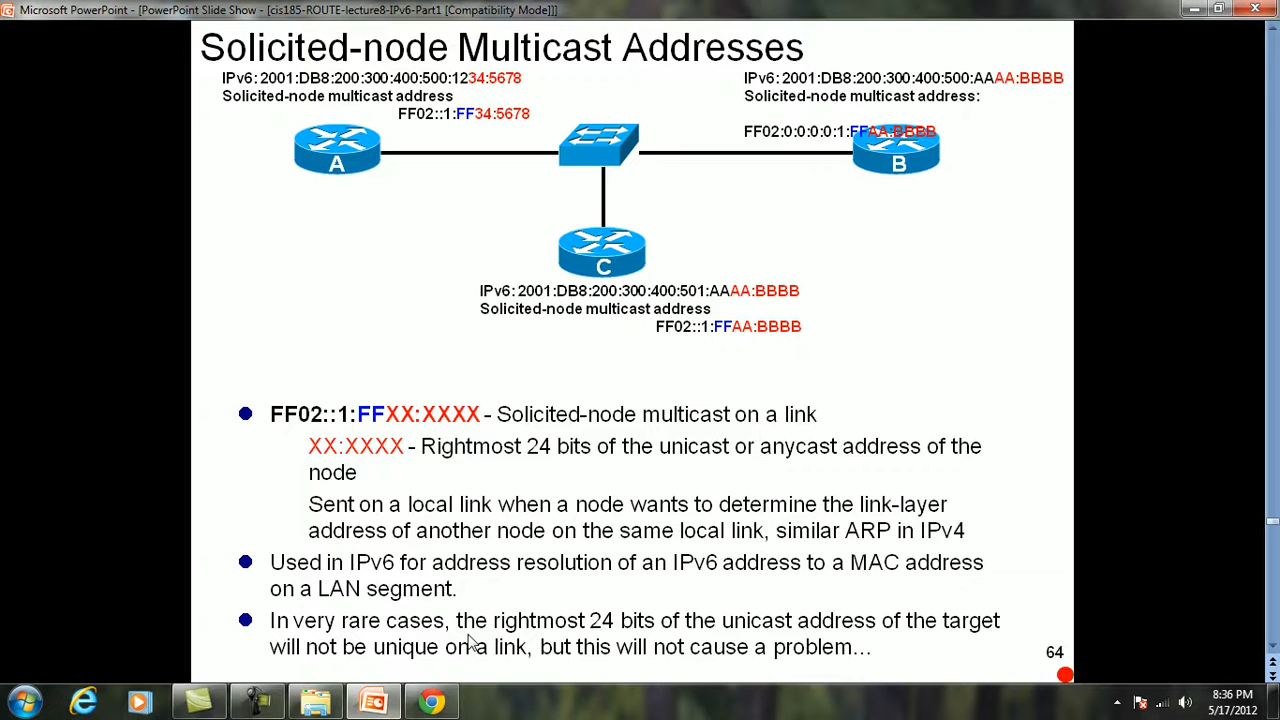 Microsoft PowerPoint - [PowerPoint Slide Show - [cis185-ROUTE-lecture8-IPv6-Part1 [Compatibility Mode]]]
Solicited-node Multicast Addresses
IPv6: 2001:DB8:200:300:400:500:1234:5678
Solicited-node multicast address
FF02::1:FF34:5678
IPv6: 2001:DB8:200:300:400:500:AAAA:BBBB
Solicited-node multicast address:
FF02:0:0:0:0:1:FFAA:BBBB
A
B
C
IPv6: 2001:DB8:200:300:400:501:AAAA:BBBB
Solicited-node multicast address
FF02::1:FFAA:BBBB
FF02::1:FFXX:XXXX - Solicited-node multicast on a link
XX:XXXX - Rightmost 24 bits of the unicast or anycast address of the
node
Sent on a local link when a node wants to determine the link-layer
address of another node on the same local link, similar ARP in IPv4
Used in IPv6 for address resolution of an IPv6 address to a MAC address
on a LAN segment.
In very rare cases, the rightmost 24 bits of the unicast address of the target
will not be unique on a link, but this will not cause a problem…
64
8:36 PM
5/17/2012